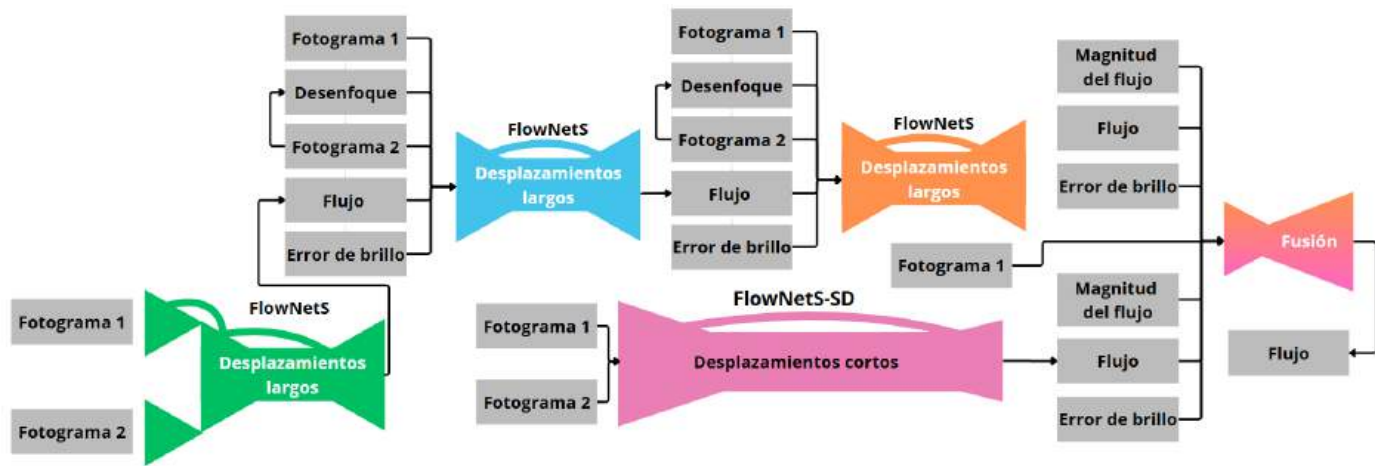 Fotograma 1
Desenfoque
Fotograma 2
Flujo
Error de brillo
FlowNetS
Desplazamientos
largos
Fotograma 1
Desenfoque
Fotograma 2
Flujo
Error de brillo
FlowNetS
Desplazamientos
largos
Magnitud
del flujo
Flujo
Error de brillo
Fotograma 1
Fusión
Fotograma 1
Fotograma 2
FlowNetS
Desplazamientos
largos
FlowNetS-SD
Fotograma 1
Fotograma 2
Desplazamientos cortos
Magnitud
del flujo
Flujo
Error de brillo
Flujo